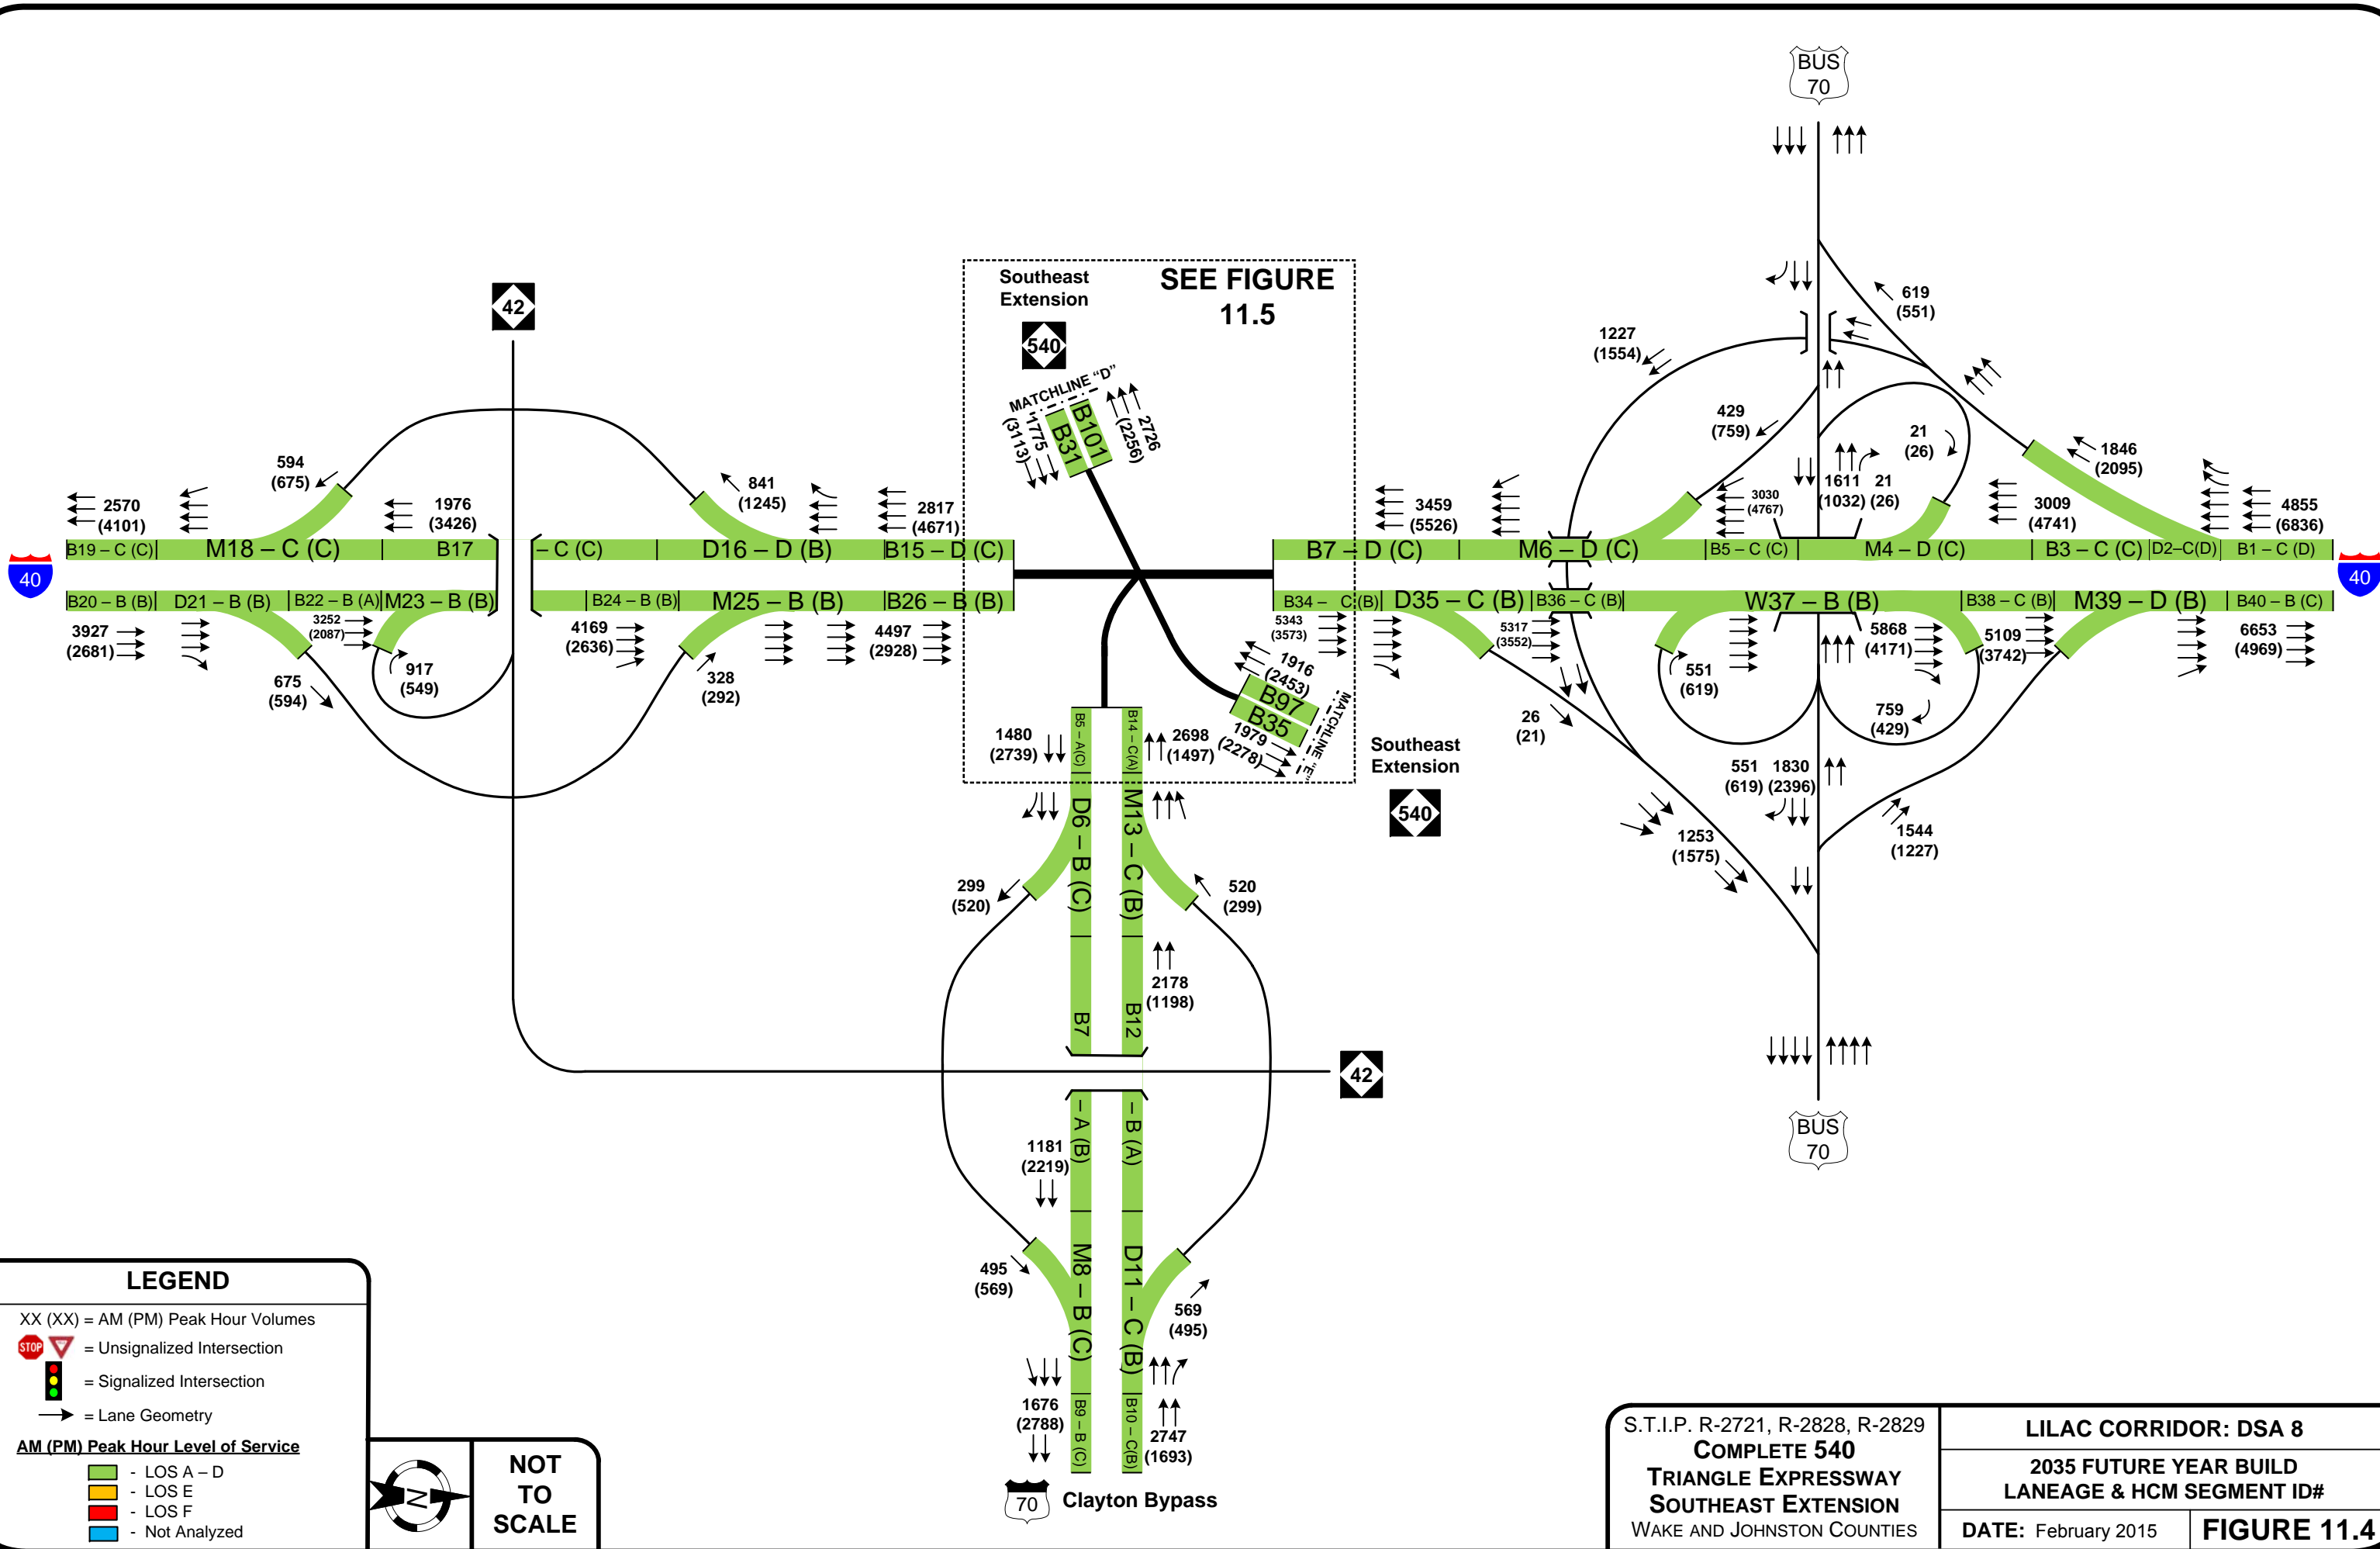 BUS
70
619
(551)
1227
(1554)
429
(759)
21
(26)
1846
(2095)
1611
(1032)
21
(26)
3030
(4767)
3009
(4741)
4855
(6836)
3459
(5526)
Southeast
Extension
SEE FIGURE
11.5
540
MATCHLINE "D"
B31
B101
1775
(3113)
2726
(2256)
42
594
(675)
841
(1245)
2570
(4101)
1976
(3426)
2817
(4671)
B19 – C (C)
M18 – C (C)
B17
– C (C)
D16 – D (B)
B15 – D (C)
B7 – D (C)
M6 – D (C)
B5 – C (C)
M4 – D (C)
B3 – C (C)
D2–C(D)
B1 – C (D)
40
40
B20 – B (B)
D21 – B (B)
B22 – B (A)
M23 – B (B)
B24 – B (B)
M25 – B (B)
B26 – B (B)
B34 – C (B)
D35 – C (B)
B36 – C (B)
W37 – B (B)
B38 – C (B)
M39 – D (B)
B40 – B (C)
3927
(2681)
3252
(2087)
917
(549)
675
(594)
4169
(2636)
328
(292)
4497
(2928)
5343
(3573)
5317
(3552)
551
(619)
5868
(4171)
5109
(3742)
6653
(4969)
759
(429)
26
(21)
551
(619)
1830
(2396)
1253
(1575)
1544
(1227)
1916
(2453)
B97
B35
1979
(2278)
MATCHLINE "E"
Southeast
Extension
540
1480
(2739)
B5 – A(C)
B14 – C(A)
2698
(1497)
D6 – B (C)
M13 – C (B)
299
(520)
520
(299)
2178
(1198)
B7
B12
42
– A (B)
– B (A)
1181
(2219)
M8 – B (C)
D11 – C (B)
495
(569)
569
(495)
1676
(2788)
B9 – B (C)
B10 – C(B)
2747
(1693)
70
Clayton Bypass
BUS
70
LEGEND
XX (XX) = AM (PM) Peak Hour Volumes
STOP = Unsignalized Intersection
= Signalized Intersection
= Lane Geometry
AM (PM) Peak Hour Level of Service
- LOS A – D
- LOS E
- LOS F
- Not Analyzed
N
NOT
TO
SCALE
S.T.I.P. R-2721, R-2828, R-2829
COMPLETE 540
TRIANGLE EXPRESSWAY
SOUTHEAST EXTENSION
WAKE AND JOHNSTON COUNTIES
LILAC CORRIDOR: DSA 8
2035 FUTURE YEAR BUILD
LANEAGE & HCM SEGMENT ID#
DATE: February 2015
FIGURE 11.4